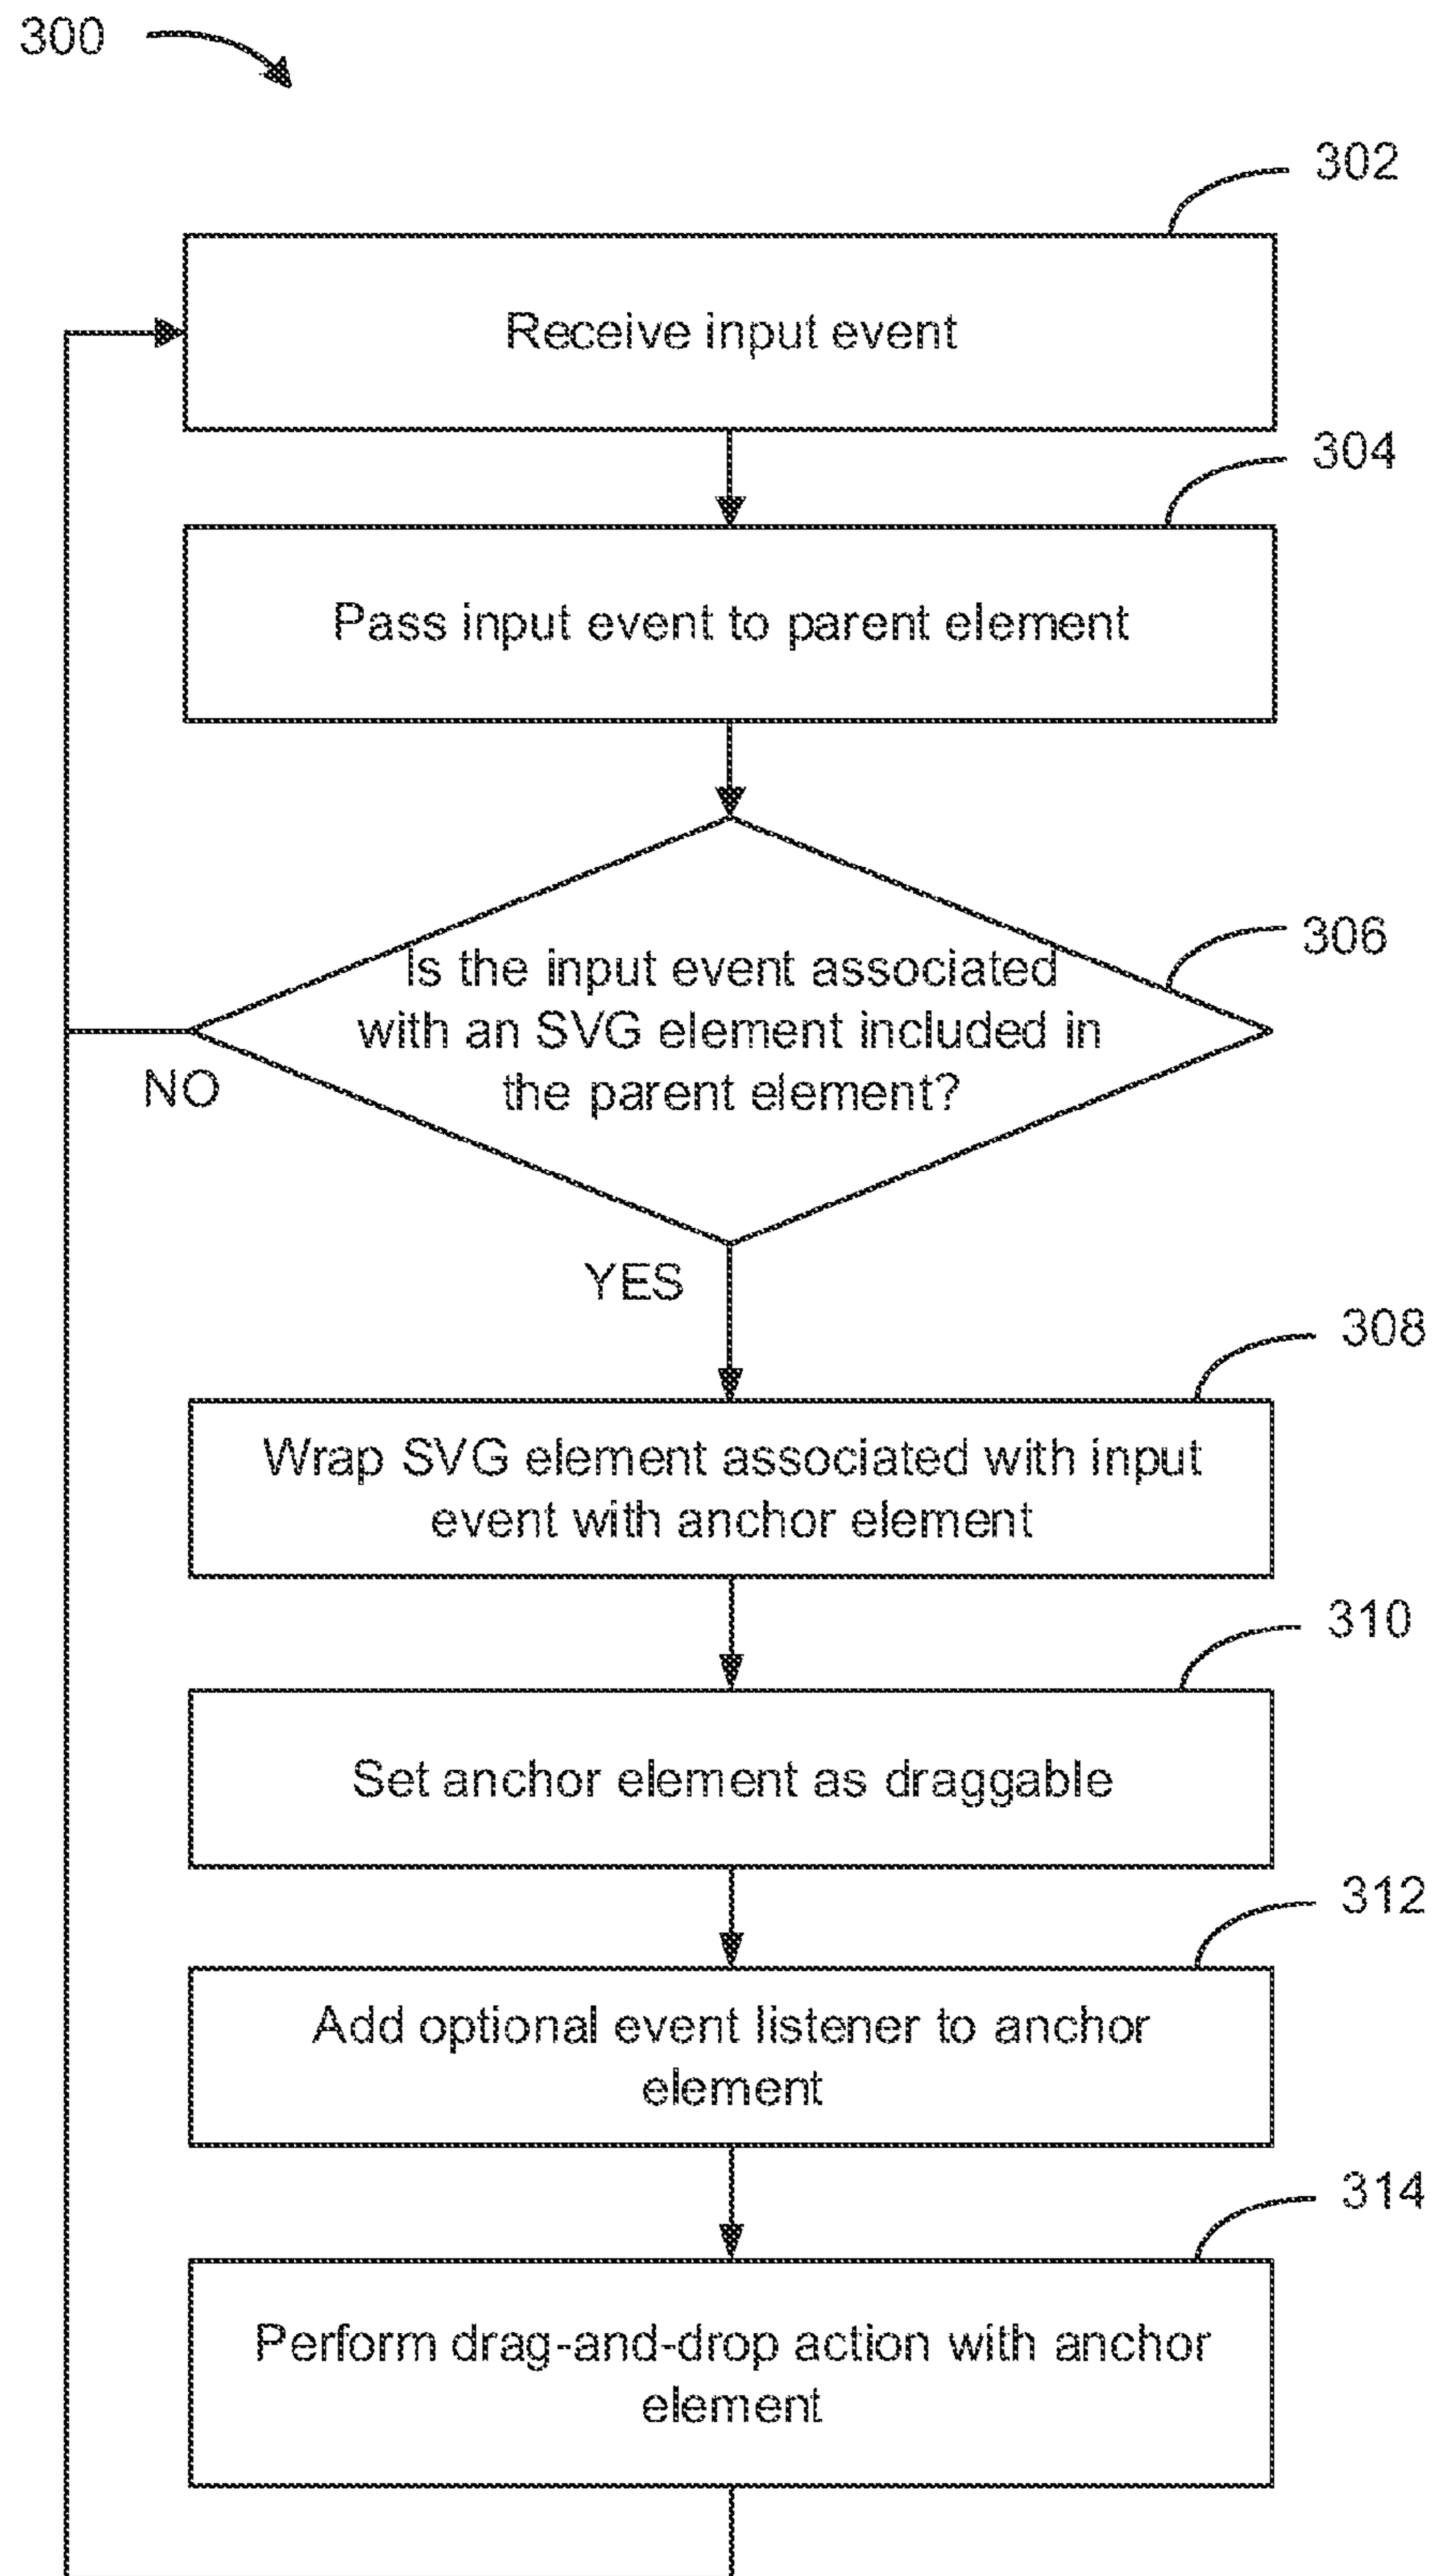 300
302
Receive input event
304
Pass input event to parent element
306
Is the input event associated
with an SVG element included in
the parent element?
NO
YES
308
Wrap SVG element associated with input
event with anchor element
310
Set anchor element as draggable
312
Add optional event listener to anchor
element
314
Perform drag-and-drop action with anchor
element